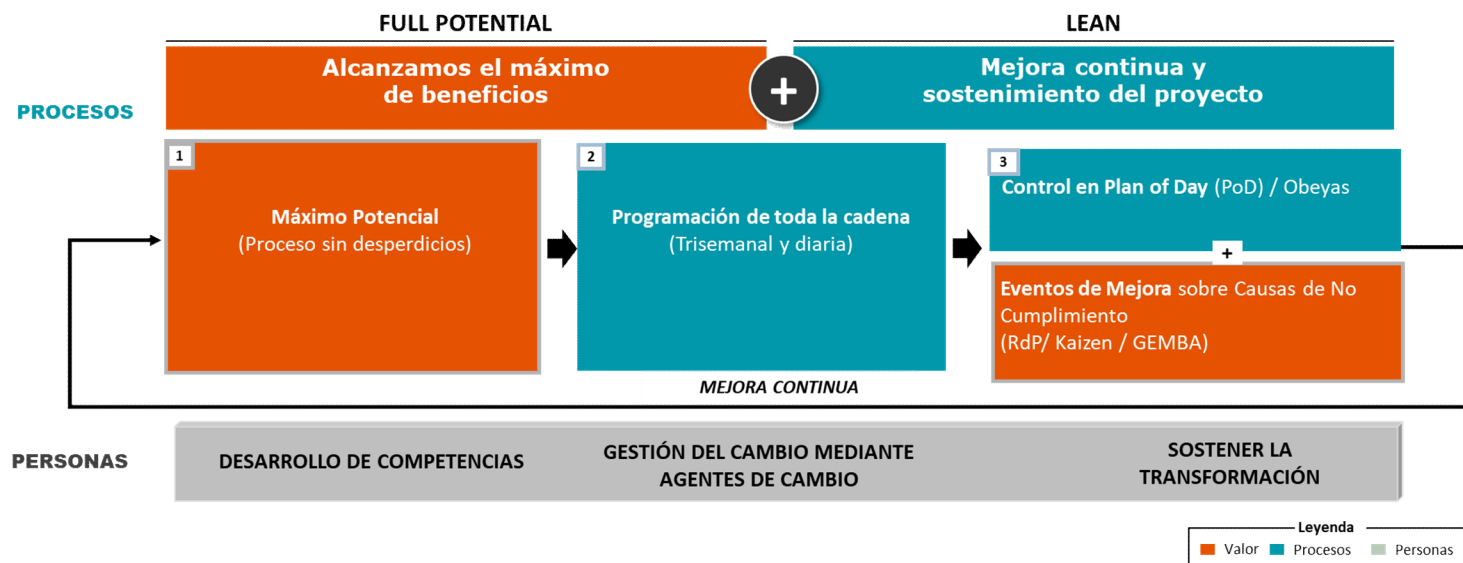 FULL POTENTIAL
LEAN
PROCESOS
Alcanzamos el máximo
de beneficios
+
Mejora continua y
sostenimiento del proyecto
1
Máximo Potencial
(Proceso sin desperdicios)
2
Programación de toda la cadena
(Trisemanal y diaria)
3
Control en Plan of Day (PoD) / Obeyas
+
Eventos de Mejora sobre Causas de No
Cumplimiento
(RdP/ Kaizen / GEMBA)
MEJORA CONTINUA
PERSONAS
DESARROLLO DE COMPETENCIAS
GESTIÓN DEL CAMBIO MEDIANTE
AGENTES DE CAMBIO
SOSTENER LA
TRANSFORMACIÓN
Leyenda
Valor
Procesos
Personas